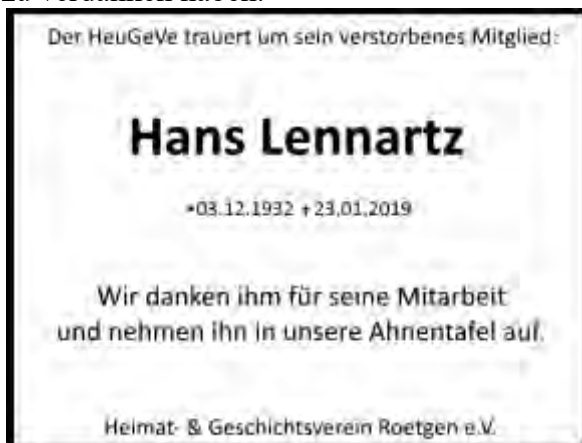 Der HeuGeVe trauert um sein verstorbenes Mitglied:
Hans Lennartz
*03.12.1932 +23.01.2019
Wir danken ihm für seine Mitarbeit
und nehmen ihn in unsere Ahnentafel auf.
Heimat- & Geschichtsverein Roetgen e.V.